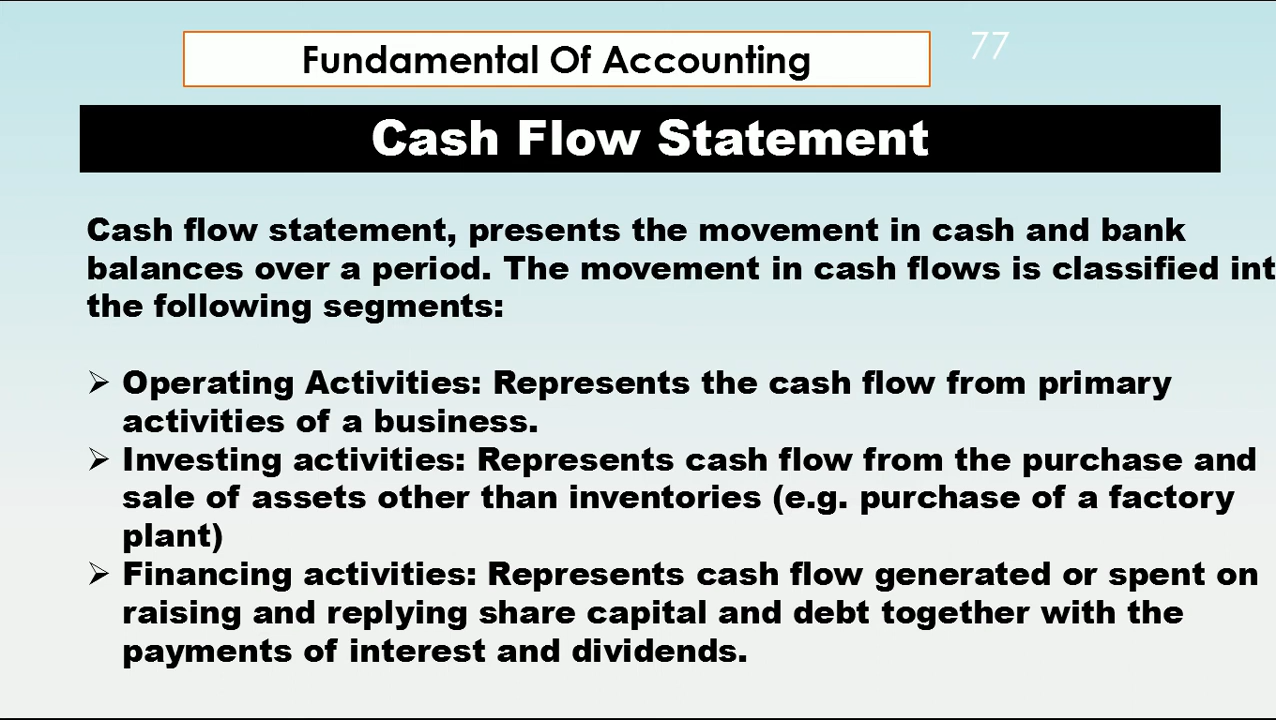 Fundamental Of Accounting
77
Cash Flow Statement
Cash flow statement, presents the movement in cash and bank
balances over a period. The movement in cash flows is classified int
the following segments:
➢ Operating Activities: Represents the cash flow from primary
activities of a business.
➢ Investing activities: Represents cash flow from the purchase and
sale of assets other than inventories (e.g. purchase of a factory
plant)
➢ Financing activities: Represents cash flow generated or spent on
raising and replying share capital and debt together with the
payments of interest and dividends.